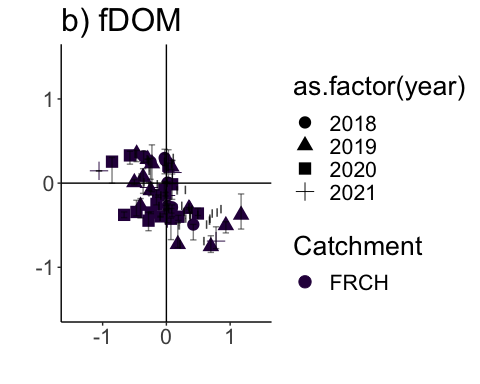 b) fDOM
as.factor(year)
2018
2019
2020
2021
Catchment
FRCH
1
0
-1
-1 0 1